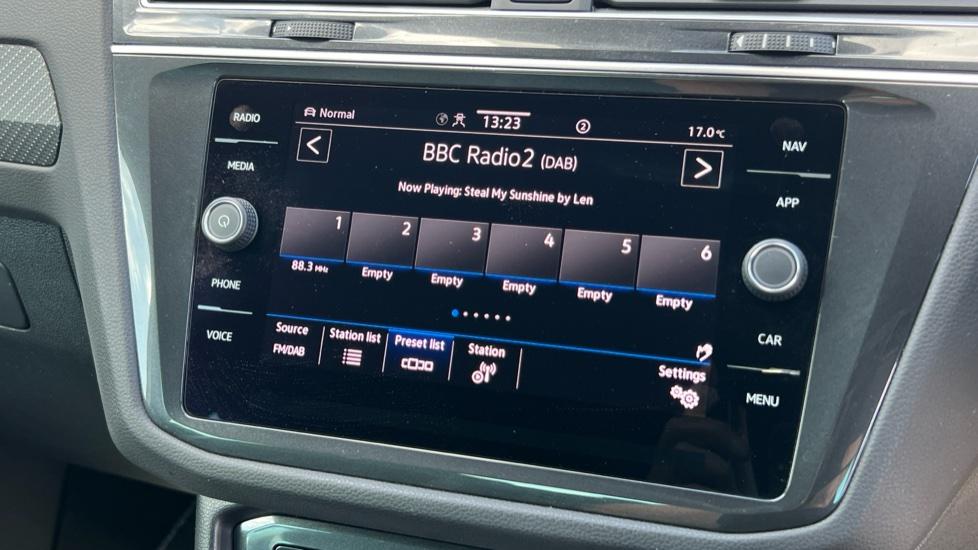 RADIO
MEDIA
PHONE
VOICE
Normal
13:23
2
17.0°C
< BBC Radio2 (DAB) >
Now Playing: Steal My Sunshine by Len
1 2 3 4 5 6
88.3 MHz Empty Empty Empty Empty Empty
Source Station list Preset list Station Settings
FM/DAB
NAV
APP
CAR
MENU